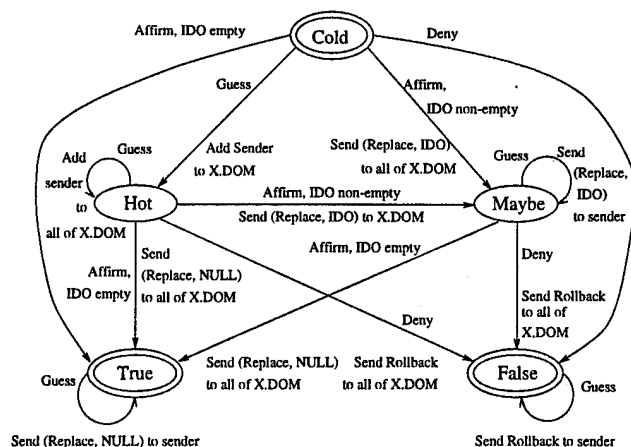 Affirm, IDO empty
Cold
Deny
Guess
Affirm,
IDO non-empty
Add Sender
to X.DOM
Send (Replace, IDO)
to all of X.DOM
Guess
Add
sender
to
all of X.DOM
Hot
Affirm, IDO non-empty
Send (Replace, IDO) to X.DOM
Guess
Send
(Replace,
IDO)
to sender
Maybe
Send
(Replace, NULL)
to all of X.DOM
Affirm,
IDO empty
Affirm, IDO empty
Deny
Send Rollback
to all of
X.DOM
Deny
True
Guess
Send (Replace, NULL)
to all of X.DOM
Send Rollback
to all of X.DOM
False
Guess
Send (Replace, NULL) to sender
Send Rollback to sender